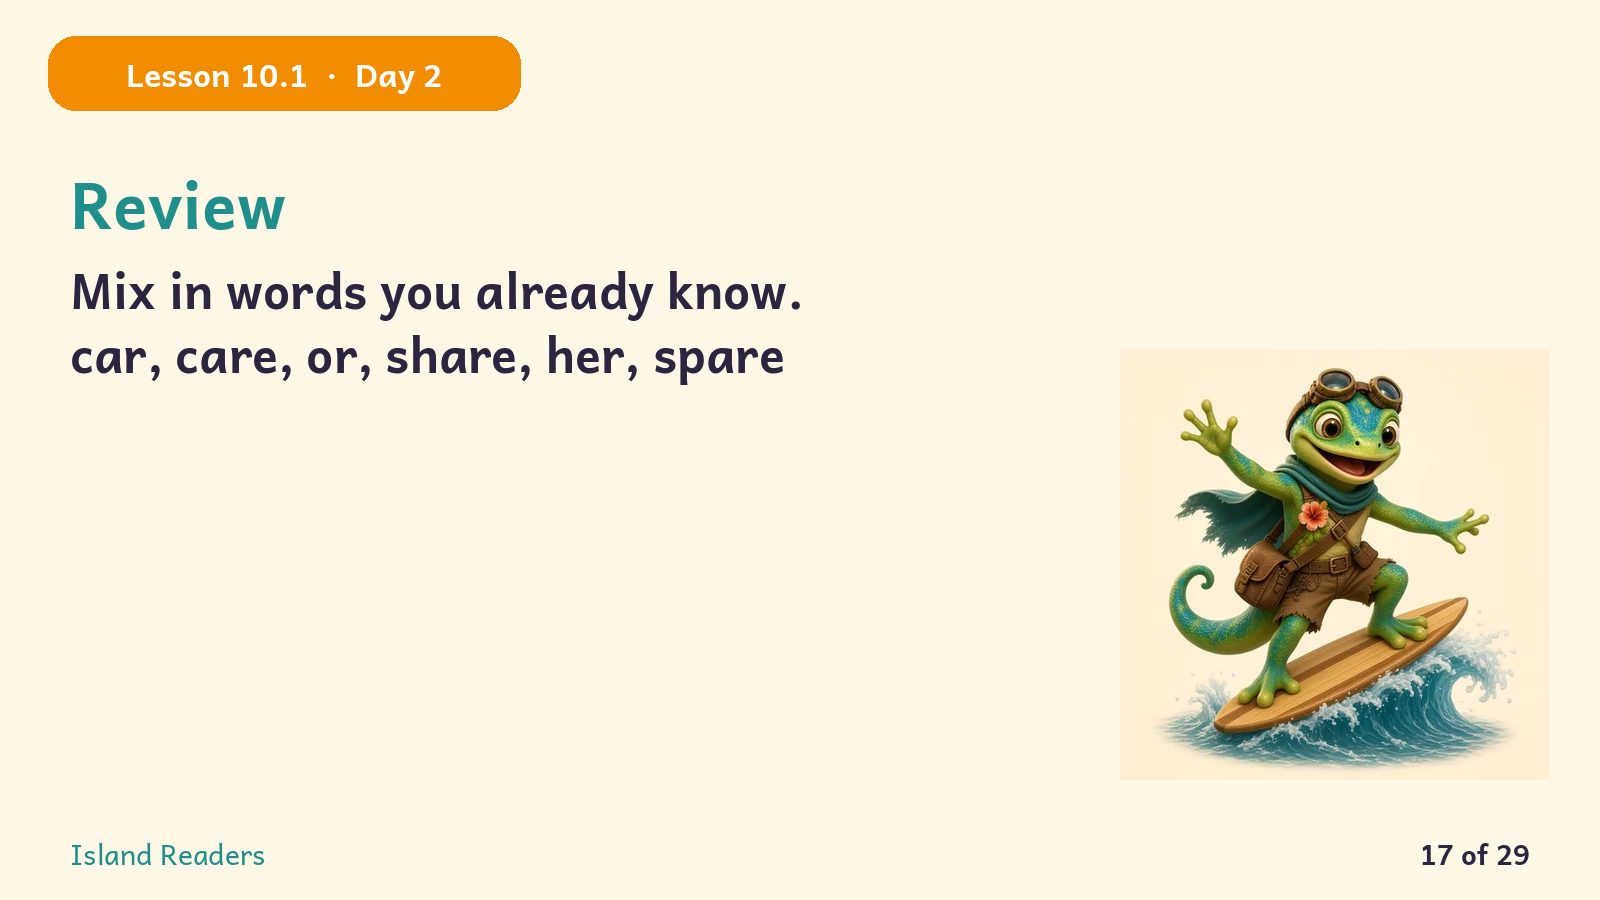 Lesson 10.1 · Day 2
Review
Mix in words you already know.
car, care, or, share, her, spare
Island Readers
17 of 29